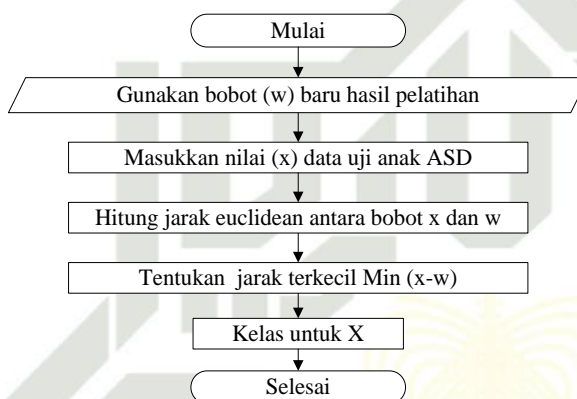 Mulai
Gunakan bobot (w) baru hasil pelatihan
Masukkan nilai (x) data uji anak ASD
Hitung jarak euclidean antara bobot x dan w
Tentukan  jarak terkecil Min (x-w)
Kelas untuk X
Selesai